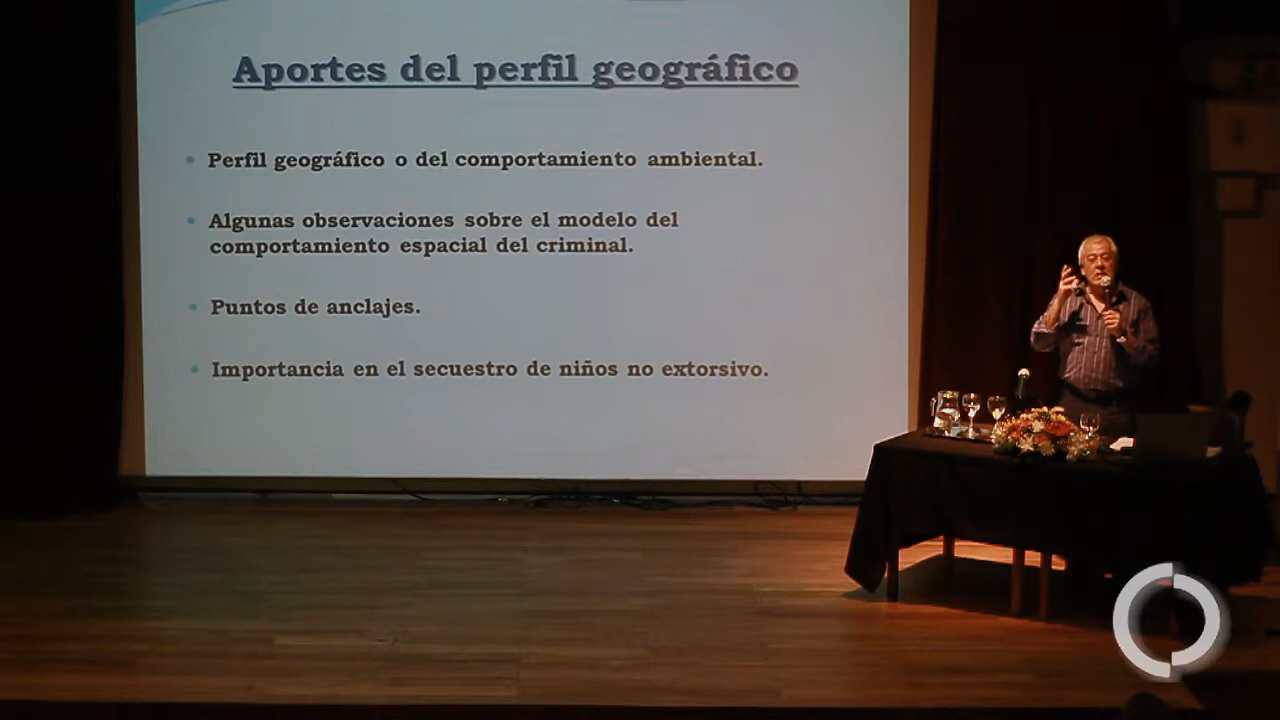 Aportes del perfil geográfico
Perfil geográfico o del comportamiento ambiental.
Algunas observaciones sobre el modelo del
comportamiento espacial del criminal.
Puntos de anclajes.
Importancia en el secuestro de niños no extorsivo.